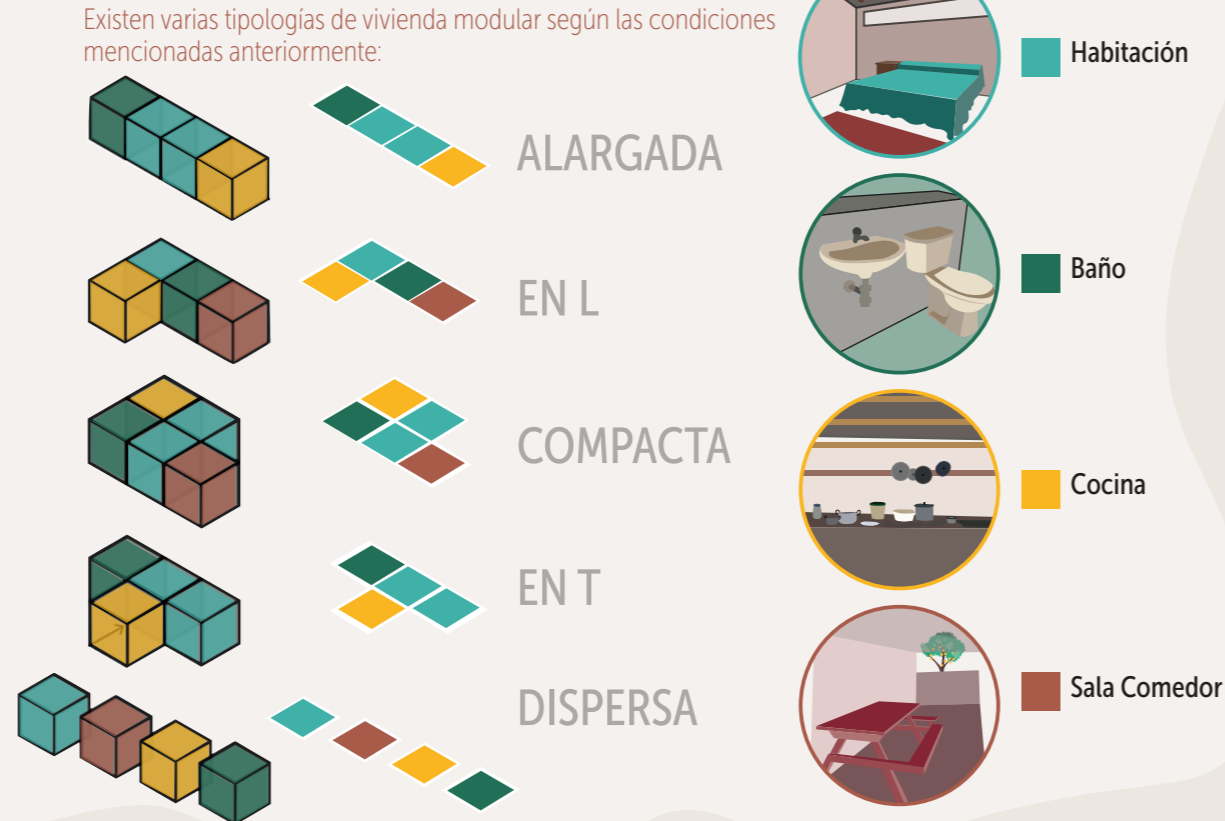 Existen varias tipologías de vivienda modular según las condiciones
mencionadas anteriormente:
ALARGADA
EN L
COMPACTA
EN T
DISPERSA
Habitación
Baño
Cocina
Sala Comedor